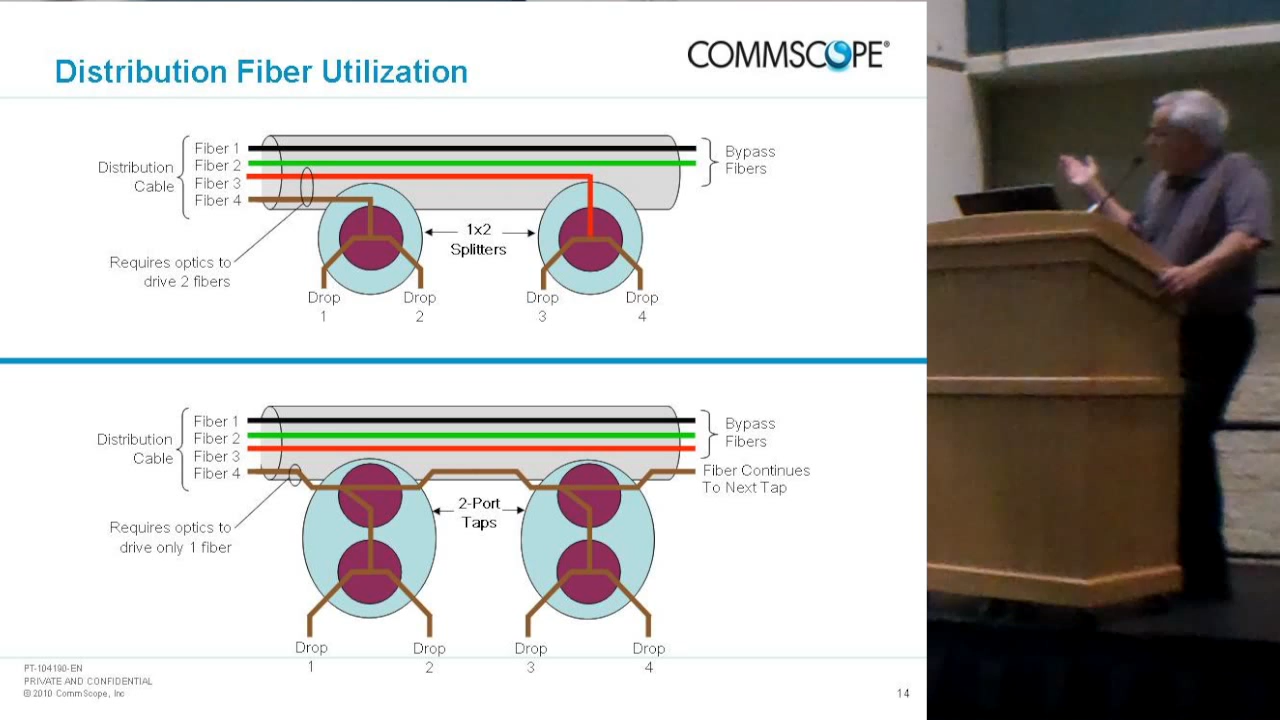 Distribution Fiber Utilization
COMMSCOPE®
Distribution
Cable
Fiber 1
Fiber 2
Fiber 3
Fiber 4
Bypass
Fibers
1x2
Splitters
Requires optics to
drive 2 fibers
Drop
1
Drop
2
Drop
3
Drop
4
Distribution
Cable
Fiber 1
Fiber 2
Fiber 3
Fiber 4
Bypass
Fibers
Fiber Continues
To Next Tap
2-Port
Taps
Requires optics to
drive only 1 fiber
Drop
1
Drop
2
Drop
3
Drop
4
PT-104190-EN
PRIVATE AND CONFIDENTIAL
© 2010 CommScope, Inc
14